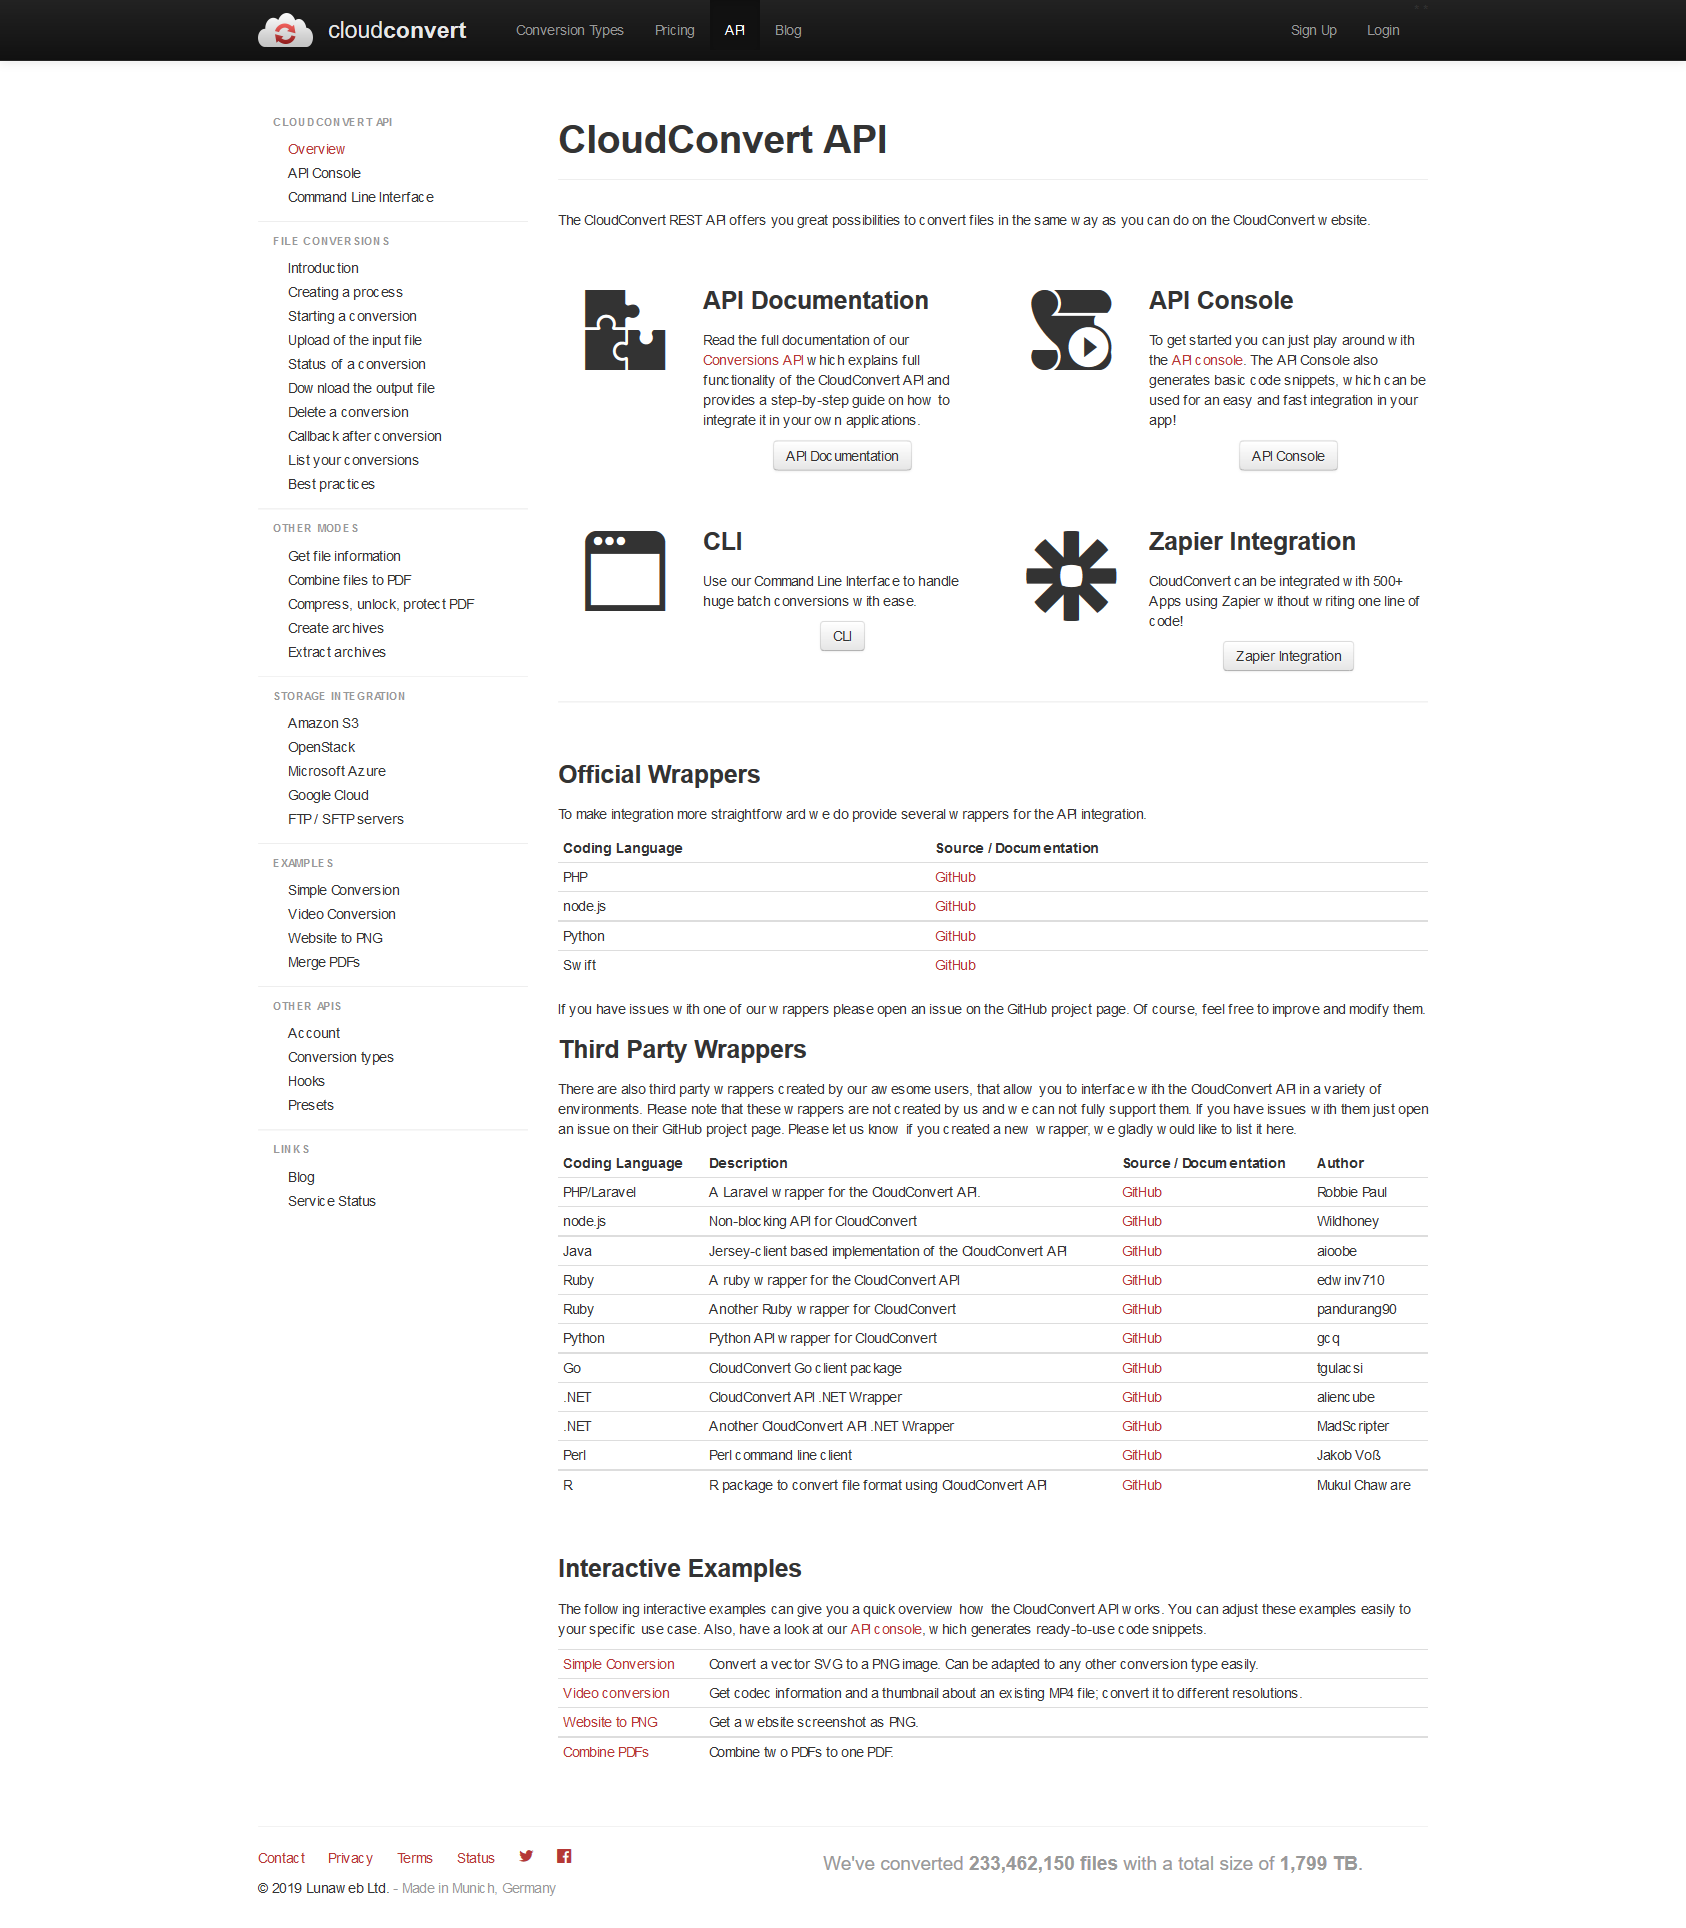 cloudconvert Conversion Types Pricing API Blog Sign Up Login
CLOUDCONVERT API
Overview
API Console
Command Line Interface
FILE CONVERSIONS
Introduction
Creating a process
Starting a conversion
Upload of the input file
Status of a conversion
Download the output file
Delete a conversion
Callback after conversion
List your conversions
Best practices
OTHER MODES
Get file information
Combine files to PDF
Compress, unlock, protect PDF
Create archives
Extract archives
STORAGE INTEGRATION
Amazon S3
OpenStack
Microsoft Azure
Google Cloud
FTP / SFTP servers
EXAMPLES
Simple Conversion
Video Conversion
Website to PNG
Merge PDFs
OTHER APIS
Account
Conversion types
Hooks
Presets
LINKS
Blog
Service Status
CloudConvert API
The CloudConvert REST API offers you great possibilities to convert files in the same way as you can do on the CloudConvert website.
API Documentation
Read the full documentation of our
Conversions API which explains full
functionality of the CloudConvert API and
provides a step-by-step guide on how to
integrate it in your own applications.
API Documentation
API Console
To get started you can just play around with
the API console. The API Console also
generates basic code snippets, which can be
used for an easy and fast integration in your
app!
API Console
CLI
Use our Command Line Interface to handle
huge batch conversions with ease.
CLI
Zapier Integration
CloudConvert can be integrated with 500+
Apps using Zapier without writing one line of
code!
Zapier Integration
Official Wrappers
To make integration more straightforward we do provide several wrappers for the API integration.
Coding Language Source / Documentation
PHP GitHub
node.js GitHub
Python GitHub
Swift GitHub
If you have issues with one of our wrappers please open an issue on the GitHub project page. Of course, feel free to improve and modify them.
Third Party Wrappers
There are also third party wrappers created by our awesome users, that allow you to interface with the CloudConvert API in a variety of
environments. Please note that these wrappers are not created by us and we can not fully support them. If you have issues with them just open
an issue on their GitHub project page. Please let us know if you created a new wrapper, we gladly would like to list it here.
Coding Language Description Source / Documentation Author
PHP/Laravel A Laravel wrapper for the CloudConvert API. GitHub Robbie Paul
node.js Non-blocking API for CloudConvert GitHub Wildhoney
Java Jersey-client based implementation of the CloudConvert API GitHub aioobe
Ruby A ruby wrapper for the CloudConvert API GitHub edwinv710
Ruby Another Ruby wrapper for CloudConvert GitHub pandurang90
Python Python API wrapper for CloudConvert GitHub gcq
Go CloudConvert Go client package GitHub tgulacsi
.NET CloudConvert API .NET Wrapper GitHub aliencube
.NET Another CloudConvert API .NET Wrapper GitHub MadScripter
Perl Perl command line client GitHub Jakob Voß
R R package to convert file format using CloudConvert API GitHub Mukul Chaware
Interactive Examples
The following interactive examples can give you a quick overview how the CloudConvert API works. You can adjust these examples easily to
your specific use case. Also, have a look at our API console, which generates ready-to-use code snippets.
Simple Conversion Convert a vector SVG to a PNG image. Can be adapted to any other conversion type easily.
Video conversion Get codec information and a thumbnail about an existing MP4 file; convert it to different resolutions.
Website to PNG Get a website screenshot as PNG.
Combine PDFs Combine two PDFs to one PDF.
Contact Privacy Terms Status
We've converted 233,462,150 files with a total size of 1,799 TB.
© 2019 Lunaweb Ltd. - Made in Munich, Germany